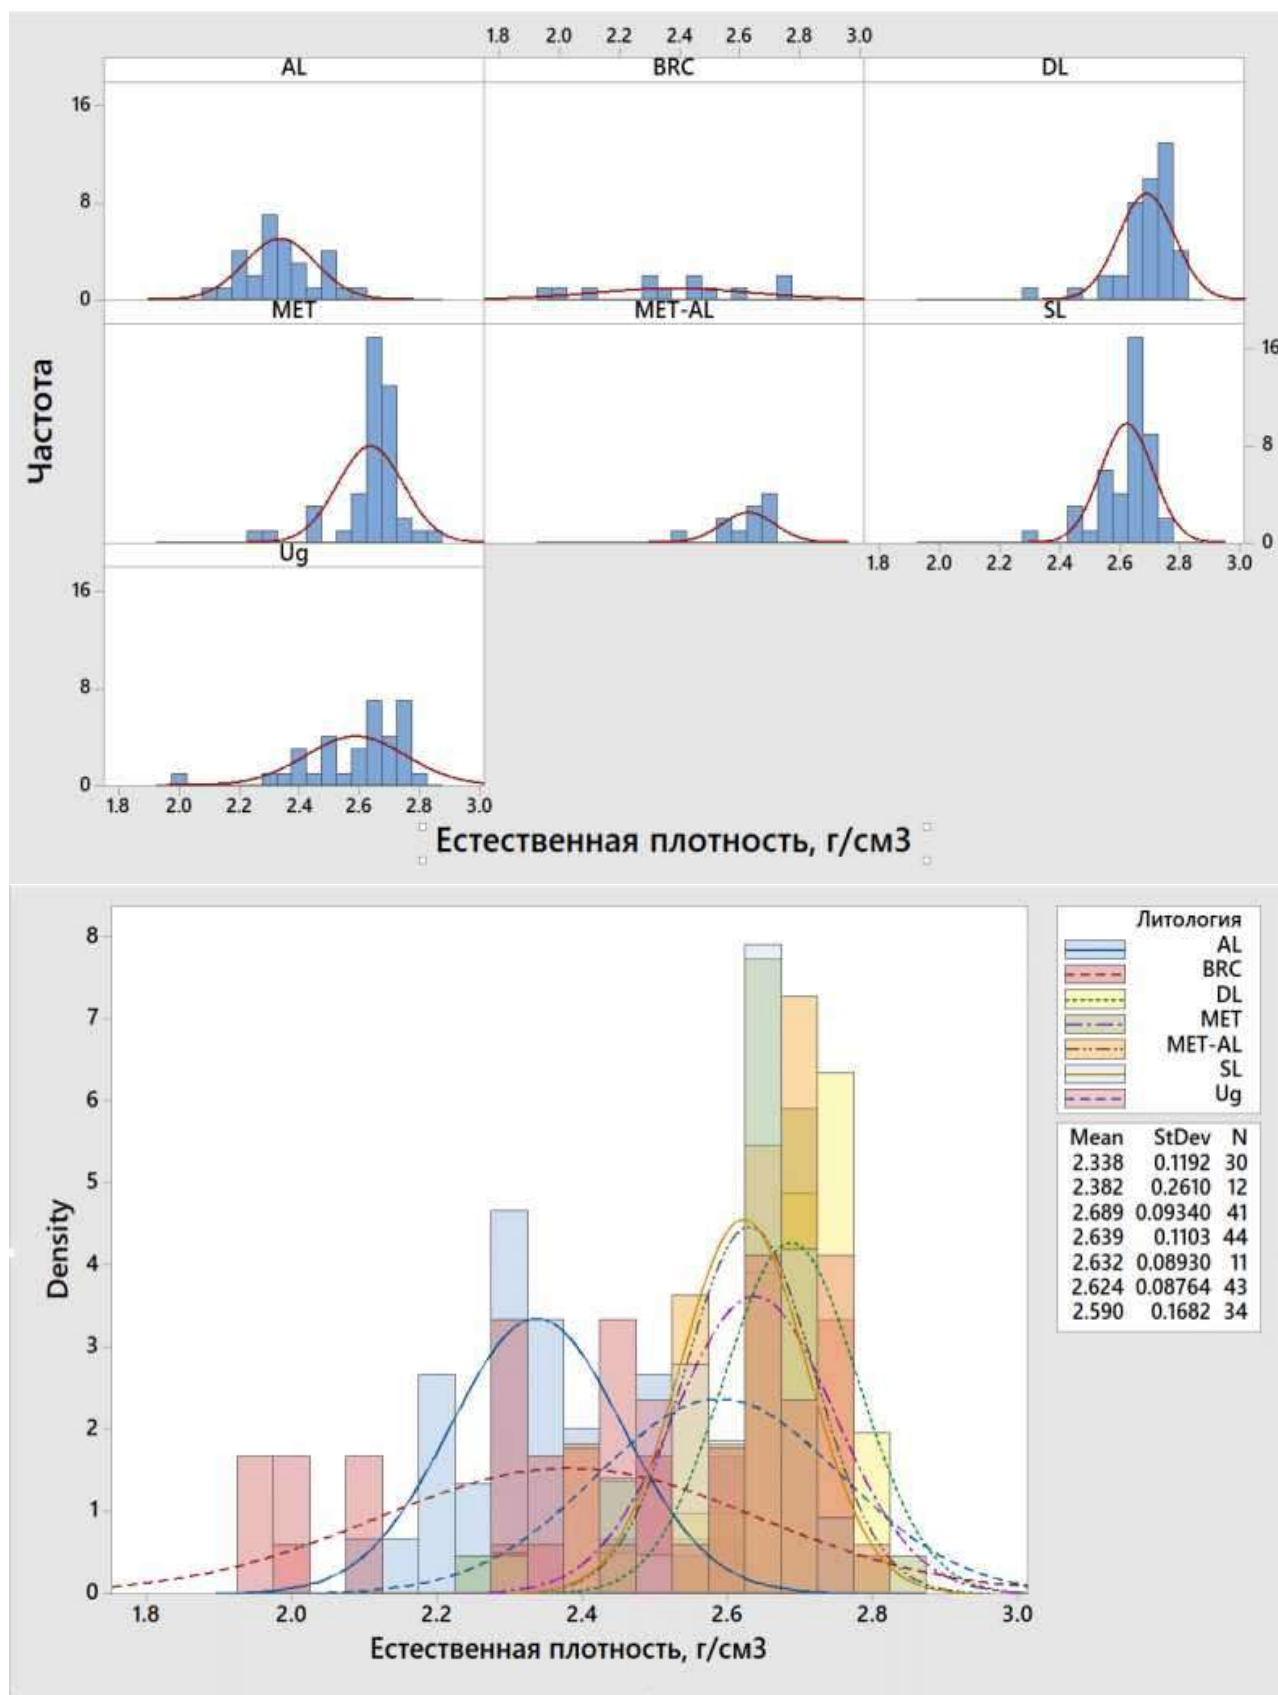 1.8 2.0 2.2 2.4 2.6 2.8 3.0
AL BRC DL
16
8
0
MET MET-AL SL
16
8
0
Частота
1.8 2.0 2.2 2.4 2.6 2.8 3.0
Ug
16
8
0
1.8 2.0 2.2 2.4 2.6 2.8 3.0
Естественная плотность, г/см3
8
7
6
5
4
3
2
1
0
Density
1.8 2.0 2.2 2.4 2.6 2.8 3.0
Естественная плотность, г/см3
Литология
AL
BRC
DL
MET
MET-AL
SL
Ug
Mean StDev N
2.338 0.1192 30
2.382 0.2610 12
2.689 0.09340 41
2.639 0.1103 44
2.632 0.08930 11
2.624 0.08764 43
2.590 0.1682 34